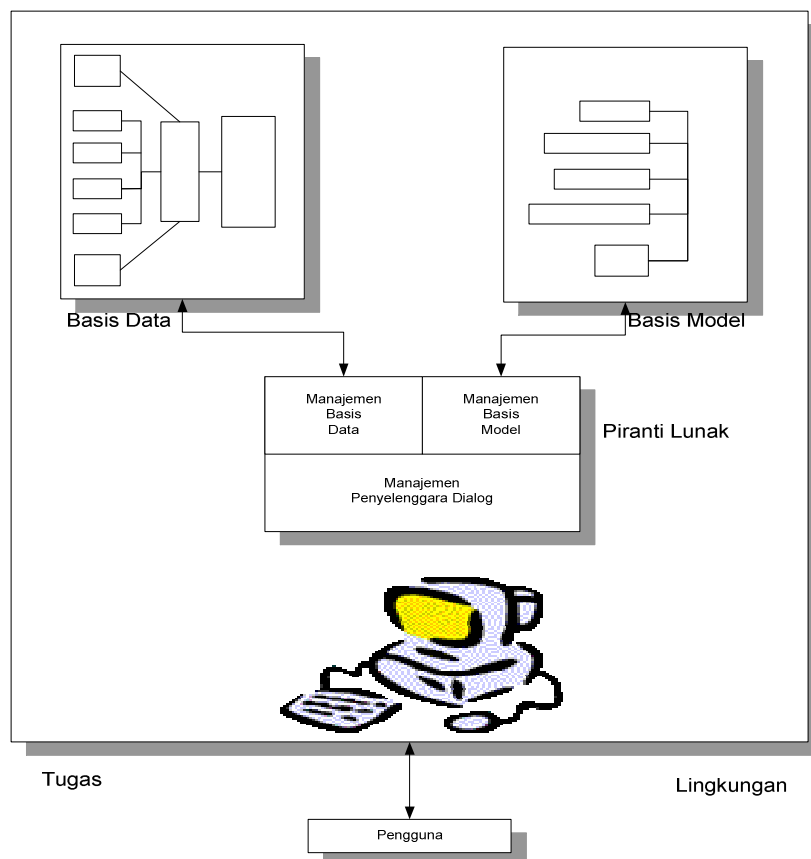 Basis Data
Basis Model
Manajemen
Basis
Data
Manajemen
Basis
Model
Piranti Lunak
Manajemen
Penyelenggara Dialog
Tugas
Lingkungan
Pengguna